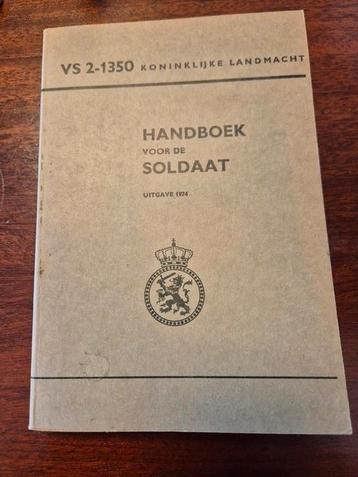 VS 2-1350 KONINKLIJKE LANDMACHT
HANDBOEK
VOOR DE
SOLDAAT
UITGAVE 1974